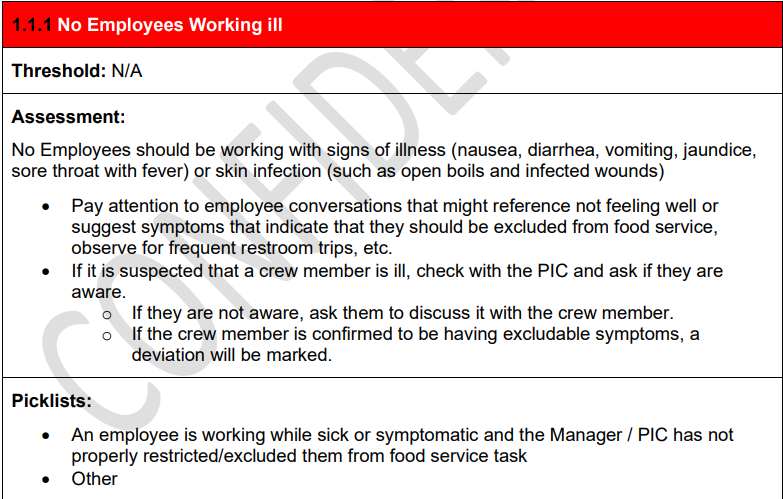 1.1.1 No Employees Working ill
Threshold: N/A
Assessment:
No Employees should be working with signs of illness (nausea, diarrhea, vomiting, jaundice,
sore throat with fever) or skin infection (such as open boils and infected wounds)
• Pay attention to employee conversations that might reference not feeling well or
suggest symptoms that indicate that they should be excluded from food service,
observe for frequent restroom trips, etc.
• If it is suspected that a crew member is ill, check with the PIC and ask if they are
aware.
o If they are not aware, ask them to discuss it with the crew member.
o If the crew member is confirmed to be having excludable symptoms, a
deviation will be marked.
Picklists:
• An employee is working while sick or symptomatic and the Manager / PIC has not
properly restricted/excluded them from food service task
• Other
CONFIDE